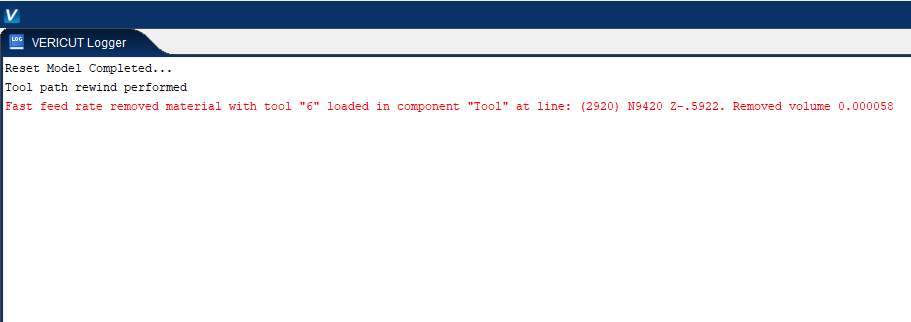 VERICUT Logger
Reset Model Completed...
Tool path rewind performed
Fast feed rate removed material with tool "6" loaded in component "Tool" at line: (2920) N9420 Z-.5922. Removed volume 0.000058